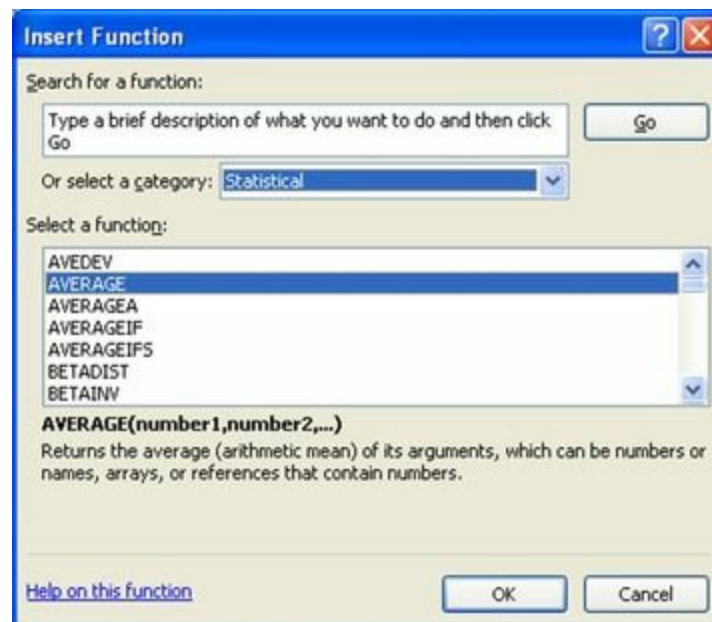 Insert Function
Search for a function:
Type a brief description of what you want to do and then click
Go
Go
Or select a category: Statistical
Select a function:
AVEDEV
AVERAGE
AVERAGEA
AVERAGEIF
AVERAGEIFS
BETADIST
BETAINV
AVERAGE(number1,number2,...)
Returns the average (arithmetic mean) of its arguments, which can be numbers or
names, arrays, or references that contain numbers.
Help on this function
OK
Cancel